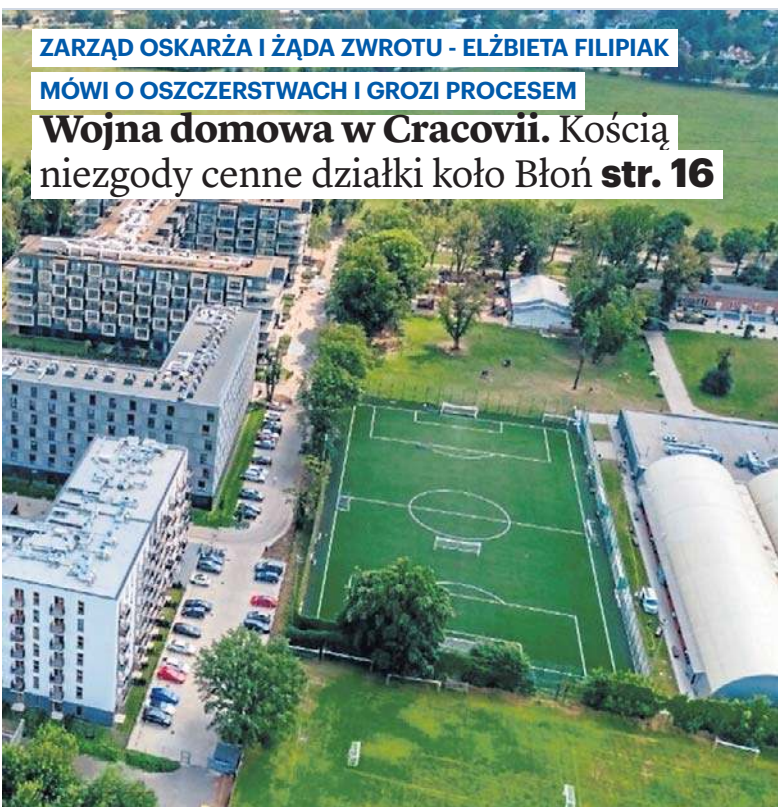 ZARZĄD OSKARŻA I ŻĄDA ZWROTU - ELŻBIETA FILIPIAK
MÓWI O OSZCZERSTWACH I GROZI PROCESEM
Wojna domowa w Cracovii. Kością
niezgody cenne działki koło Błoń str. 16